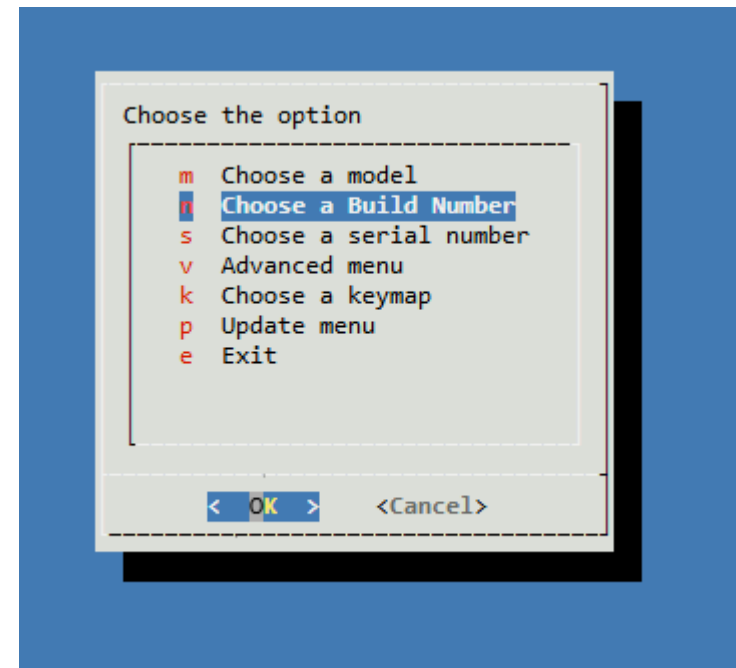 Choose the option
m Choose a model
n Choose a Build Number
s Choose a serial number
v Advanced menu
k Choose a keymap
p Update menu
e Exit
< OK > <Cancel>